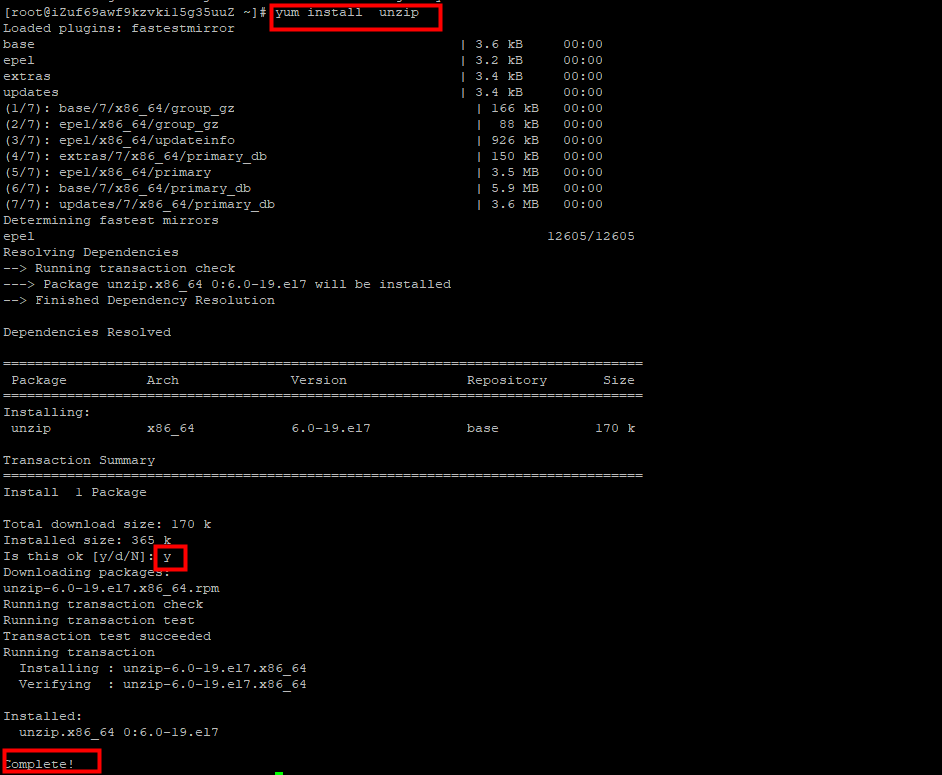 [root@iZuf69awf9kzvki15g35uuZ ~]# yum install  unzip
Loaded plugins: fastestmirror
base                                                     | 3.6 kB     00:00
epel                                                     | 3.2 kB     00:00
extras                                                   | 3.4 kB     00:00
updates                                                  | 3.4 kB     00:00
(1/7): base/7/x86_64/group_gz                              | 166 kB   00:00
(2/7): epel/x86_64/group_gz                                |  88 kB   00:00
(3/7): epel/x86_64/updateinfo                              | 926 kB   00:00
(4/7): extras/7/x86_64/primary_db                          | 150 kB   00:00
(5/7): epel/x86_64/primary                                 | 3.5 MB   00:00
(6/7): base/7/x86_64/primary_db                            | 5.9 MB   00:00
(7/7): updates/7/x86_64/primary_db                         | 3.6 MB   00:00
Determining fastest mirrors
epel                                                                12605/12605
Resolving Dependencies
--> Running transaction check
---> Package unzip.x86_64 0:6.0-19.el7 will be installed
--> Finished Dependency Resolution

Dependencies Resolved

================================================================================
 Package          Arch              Version               Repository       Size
================================================================================
Installing:
 unzip            x86_64            6.0-19.el7            base            170 k

Transaction Summary
================================================================================
Install  1 Package

Total download size: 170 k
Installed size: 365 k
Is this ok [y/d/N]: y
Downloading packages:
unzip-6.0-19.el7.x86_64.rpm
Running transaction check
Running transaction test
Transaction test succeeded
Running transaction
  Installing : unzip-6.0-19.el7.x86_64
  Verifying  : unzip-6.0-19.el7.x86_64

Installed:
  unzip.x86_64 0:6.0-19.el7

Complete!